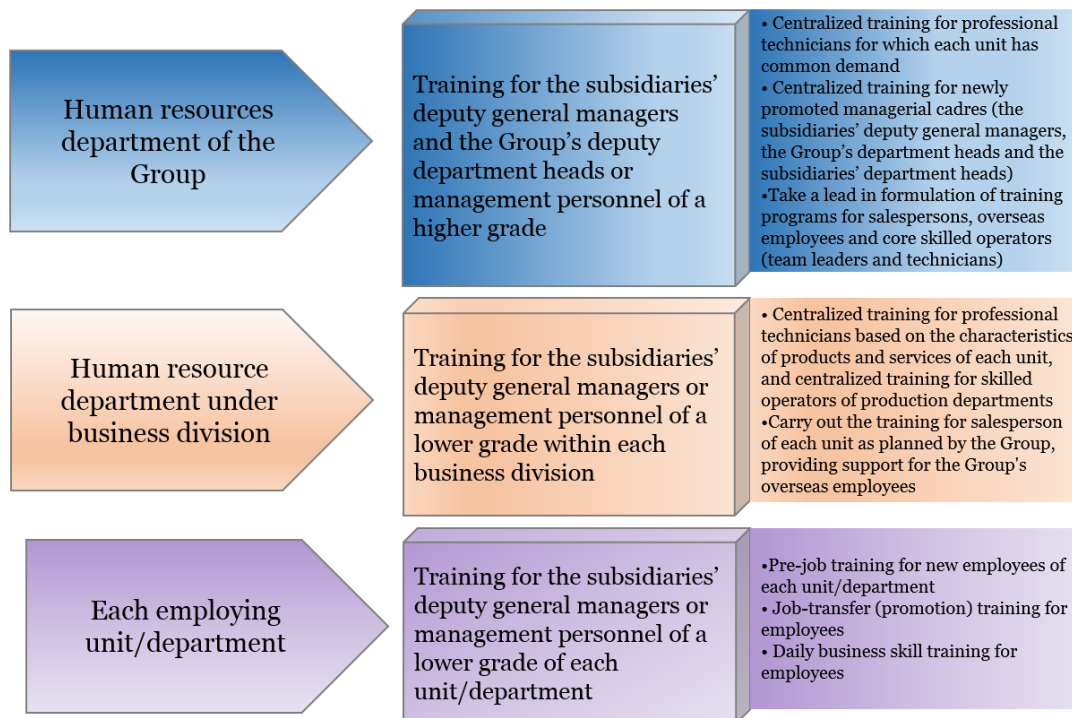 Human resources
department of the
Group
Training for the subsidiaries’
deputy general managers
and the Group’s deputy
department heads or
management personnel of a
higher grade
• Centralized training for professional
technicians for which each unit has
common demand
• Centralized training for newly
promoted managerial cadres (the
subsidiaries’ deputy general managers,
the Group’s department heads and the
subsidiaries’ department heads)
•Take a lead in formulation of training
programs for salespersons, overseas
employees and core skilled operators
(team leaders and technicians)
Human resource
department under
business division
Training for the subsidiaries’
deputy general managers or
management personnel of
a lower grade within each
business division
• Centralized training for professional
technicians based on the characteristics
of products and services of each unit,
and centralized training for skilled
operators of production departments
•Carry out the training for salesperson
of each unit as planned by the Group,
providing support for the Group's
overseas employees
Each employing
unit/department
Training for the subsidiaries’
deputy general managers or
management personnel of a
lower grade of each
unit/department
•Pre-job training for new employees of
each unit/department
• Job-transfer (promotion) training for
employees
• Daily business skill training for
employees